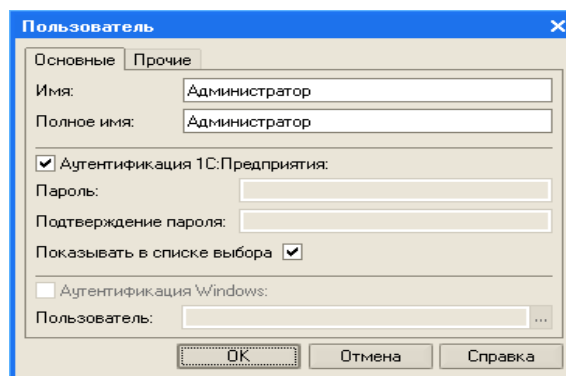 Пользователь
Основные Прочие
Имя: Администратор
Полное имя: Администратор
Аутентификация 1С:Предприятия:
Пароль:
Подтверждение пароля:
Показывать в списке выбора
Аутентификация Windows:
Пользователь: ...
OK Отмена Справка